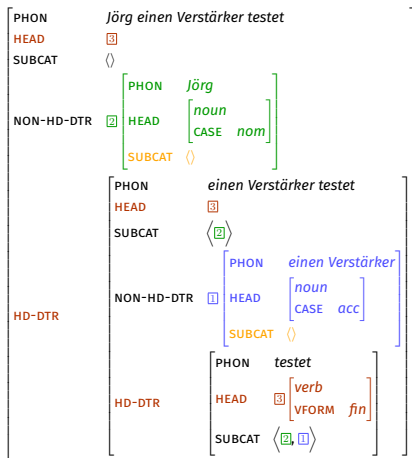 PHON Jörg einen Verstärker testet
HEAD 3
SUBCAT ⟨⟩
PHON Jörg
noun
NON-HD-DTR 2 HEAD
CASE nom
SUBCAT ⟨⟩
PHON einen Verstärker testet
HEAD 3
SUBCAT ⟨2⟩
PHON einen Verstärker
noun
NON-HD-DTR 1 HEAD
CASE acc
HD-DTR
SUBCAT ⟨⟩
PHON testet
verb
HD-DTR HEAD 3
VFORM fin
SUBCAT ⟨2, 1⟩